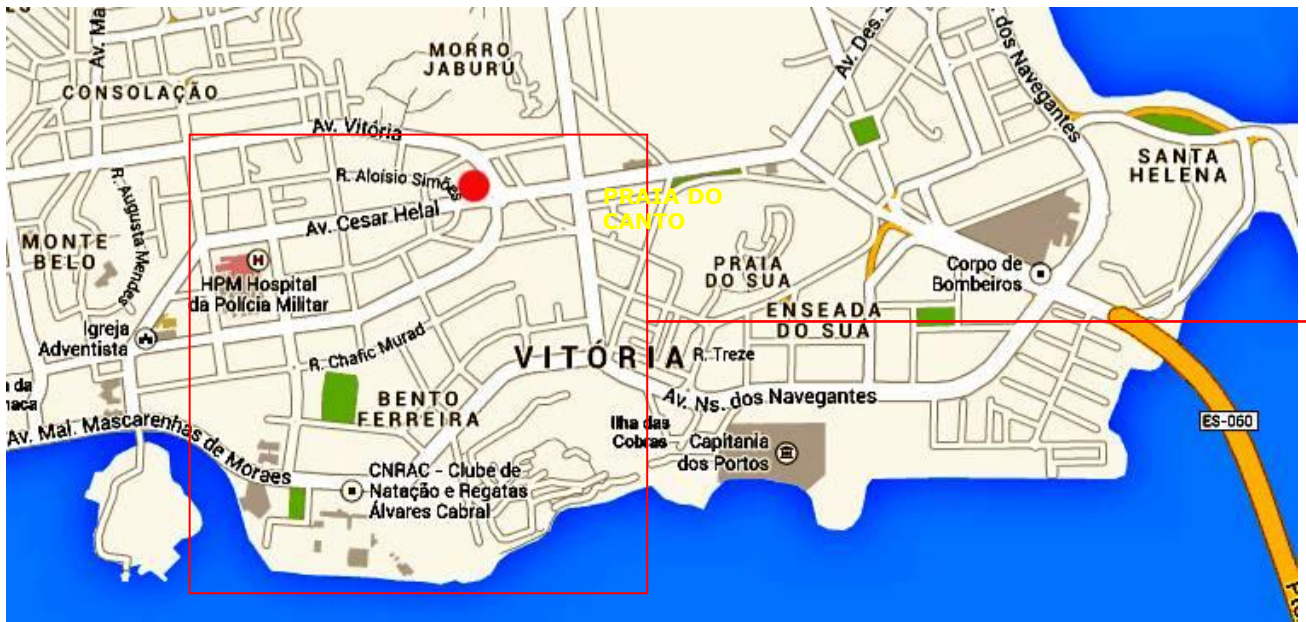 Av. Ma
Av. Des.
dos Navegantes
MORRO
JABURU
CONSOLAÇÃO
Av. Vitória
SANTA
HELENA
R. Aloísio Simões
R. Augusta Mendes
PRAIA DO
CANTO
Av. Cesar Helal
MONTE
BELO
HPM Hospital
da Polícia Militar
PRAIA
DO SUA
Corpo de
Bombeiros
ENSEADA
DO SUA
Igreja
Adventista
R. Chafic Murad
VITÓRIA
R. Treze
a da
haca
BENTO
FERREIRA
Av. Ns. dos Navegantes
Ilha das
Cobras
ES-060
Av. Mal. Mascarenhas de Moraes
Capitania
dos Portos
CNRAC - Clube de
Natação e Regatas
Álvares Cabral